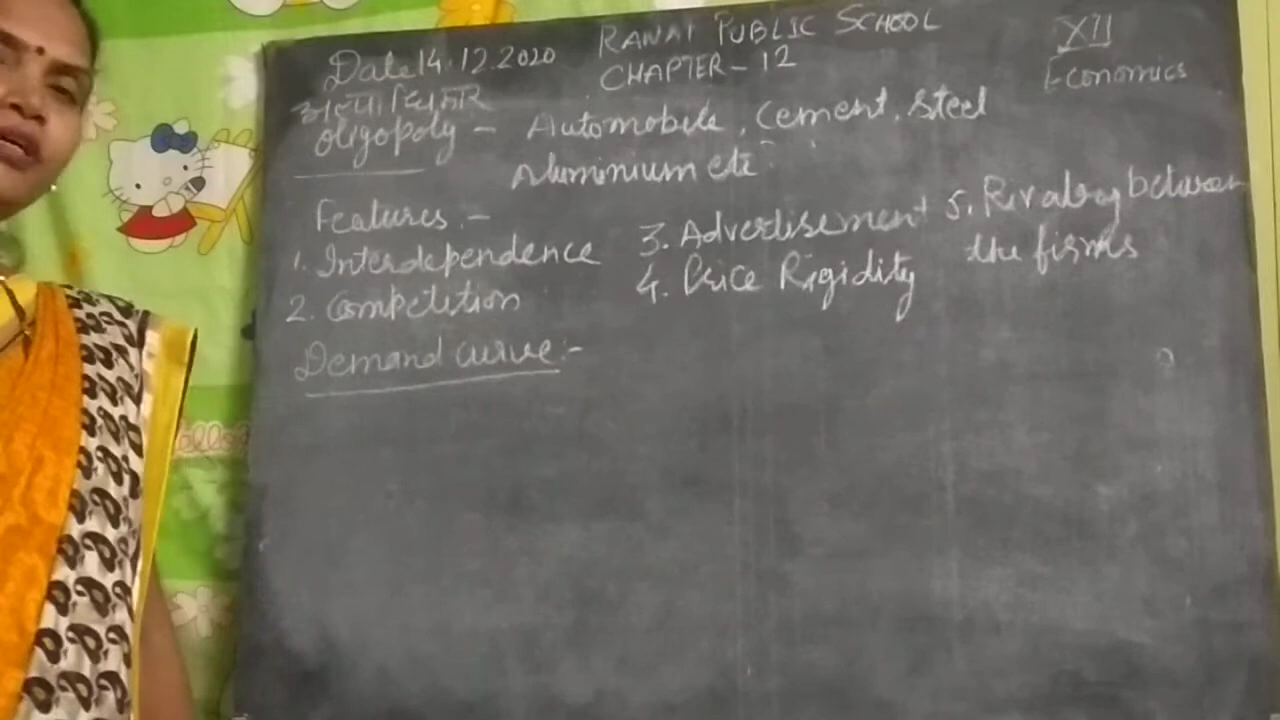 Date 14.12.2020 RANAI PUBLIC SCHOOL XII
CHAPTER - 12 Economics
अल्पाधिकार
oligopoly - Automobile, Cement, Steel
Aluminium etc
Features :-
1. Interdependence
2. Competition
3. Advertisement
4. Price Rigidity
5. Rivalry between
the firms
Demand curve :-